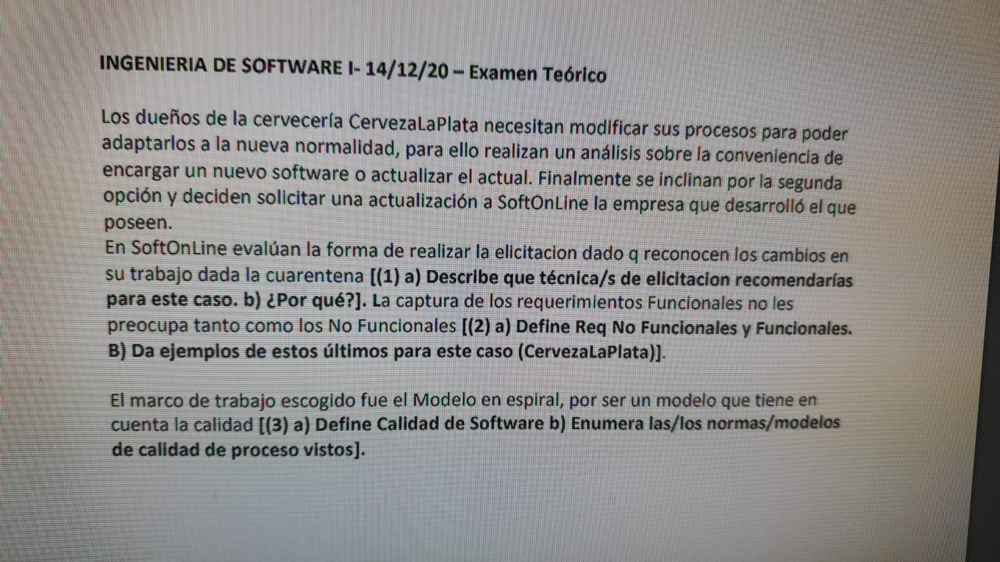 INGENIERIA DE SOFTWARE I- 14/12/20 – Examen Teórico
Los dueños de la cervecería CervezaLaPlata necesitan modificar sus procesos para poder
adaptarlos a la nueva normalidad, para ello realizan un análisis sobre la conveniencia de
encargar un nuevo software o actualizar el actual. Finalmente se inclinan por la segunda
opción y deciden solicitar una actualización a SoftOnLine la empresa que desarrolló el que
poseen.
En SoftOnLine evalúan la forma de realizar la elicitacion dado q reconocen los cambios en
su trabajo dada la cuarentena [(1) a) Describe que técnica/s de elicitacion recomendarías
para este caso. b) ¿Por qué?]. La captura de los requerimientos Funcionales no les
preocupa tanto como los No Funcionales [(2) a) Define Req No Funcionales y Funcionales.
B) Da ejemplos de estos últimos para este caso (CervezaLaPlata)].
El marco de trabajo escogido fue el Modelo en espiral, por ser un modelo que tiene en
cuenta la calidad [(3) a) Define Calidad de Software b) Enumera las/los normas/modelos
de calidad de proceso vistos].